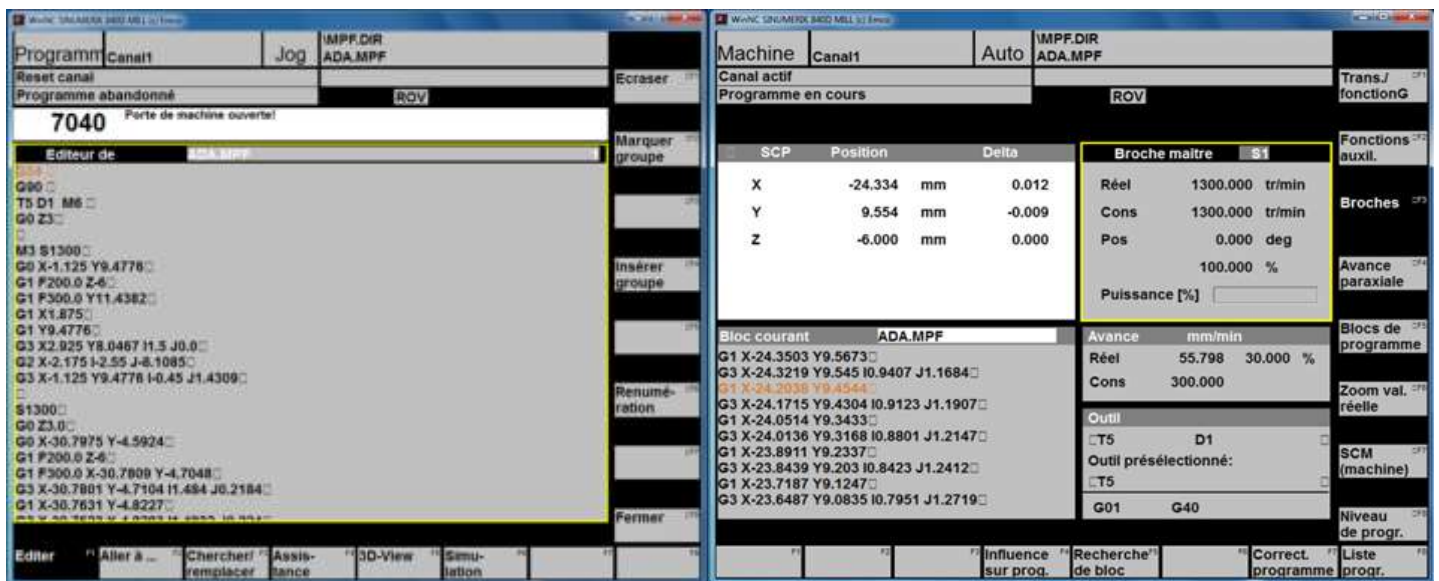 WinNC SINUMERIK 840D MILL (c) Emco
Programm
Canal1
Jog
\MPF.DIR
ADA.MPF
Reset canal
Programme abandonné
ROV
7040 Porte de machine ouverte!
Editeur de ADA.MPF 1
G54
G90
T5 D1 M6
G0 Z3
M3 S1300
G0 X-1.125 Y9.4776
G1 F200.0 Z-6
G1 F300.0 Y11.4382
G1 X1.875
G1 Y9.4776
G3 X2.925 Y8.0467 I1.5 J0.0
G2 X-2.175 I-2.55 J-8.1085
G3 X-1.125 Y9.4776 I-0.45 J1.4309
S1300
G0 Z3.0
G0 X-30.7975 Y-4.5924
G1 F200.0 Z-6
G1 F300.0 X-30.7809 Y-4.7048
G3 X-30.7801 Y-4.7104 I1.484 J0.2184
G1 X-30.7631 Y-4.8227
Ecraser
Marquer
groupe
Insérer
groupe
Renumé-
ration
Fermer
Editer
Aller à ...
Chercher/
remplacer
Assis-
tance
3D-View
Simu-
lation
WinNC SINUMERIK 840D MILL (c) Emco
Machine
Canal1
Auto
\MPF.DIR
ADA.MPF
Canal actif
Programme en cours
ROV
SCP Position Delta
X -24.334 mm 0.012
Y 9.554 mm -0.009
Z -6.000 mm 0.000
Broche maitre S1
Réel 1300.000 tr/min
Cons 1300.000 tr/min
Pos 0.000 deg
100.000 %
Puissance [%]
Bloc courant ADA.MPF
G1 X-24.3503 Y9.5673
G3 X-24.3219 Y9.545 I0.9407 J1.1684
G1 X-24.2038 Y9.4544
G3 X-24.1715 Y9.4304 I0.9123 J1.1907
G1 X-24.0514 Y9.3433
G3 X-24.0136 Y9.3168 I0.8801 J1.2147
G1 X-23.8911 Y9.2337
G3 X-23.8439 Y9.203 I0.8423 J1.2412
G1 X-23.7187 Y9.1247
G3 X-23.6487 Y9.0835 I0.7951 J1.2719
Avance mm/min
Réel 55.798 30.000 %
Cons 300.000
Outil
T5 D1
Outil présélectionné:
T5
G01 G40
Trans./
fonctionG
Fonctions
auxil.
Broches
Avance
paraxiale
Blocs de
programme
Zoom val.
réelle
SCM
(machine)
Niveau
de progr.
Influence
sur prog.
Recherche
de bloc
Correct.
programme
Liste
progr.